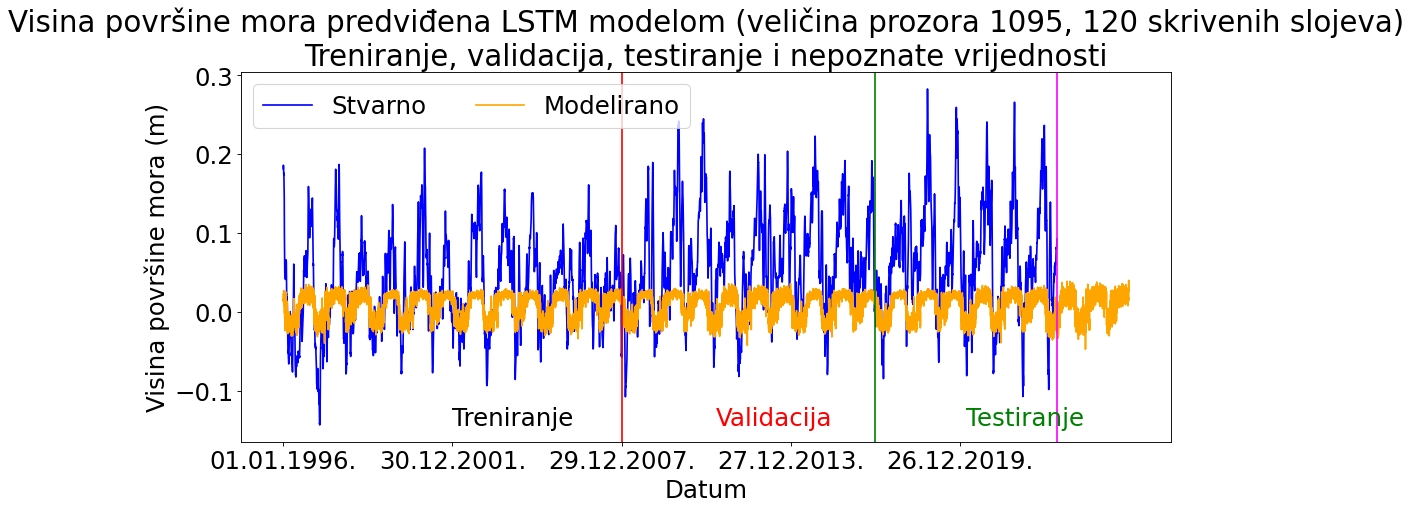 Visina površine mora predviđena LSTM modelom (veličina prozora 1095, 120 skrivenih slojeva)
Treniranje, validacija, testiranje i nepoznate vrijednosti
Stvarno
Modelirano
Visina površine mora (m)
0.3
0.2
0.1
0.0
−0.1
Treniranje
Validacija
Testiranje
01.01.1996.
30.12.2001.
29.12.2007.
27.12.2013.
26.12.2019.
Datum